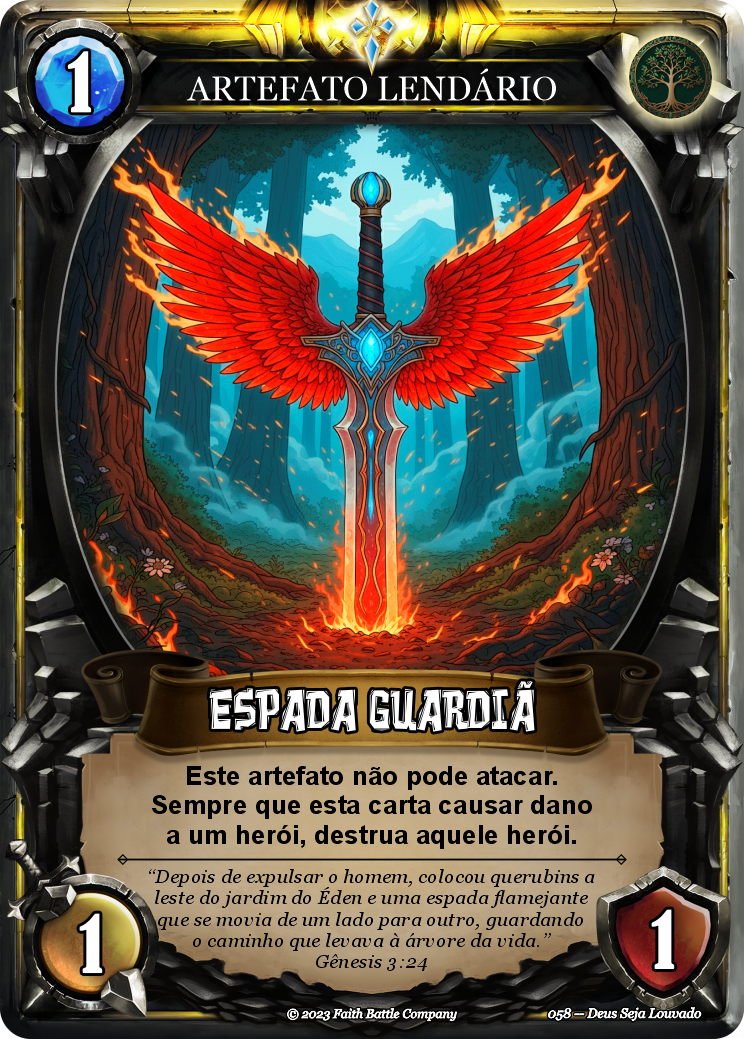 1
ARTEFATO LENDÁRIO
ESPADA GUARDIÃ
Este artefato não pode atacar.
Sempre que esta carta causar dano
a um herói, destrua aquele herói.
“Depois de expulsar o homem, colocou querubins a
leste do jardim do Éden e uma espada flamejante
que se movia de um lado para outro, guardando
o caminho que levava à árvore da vida.”
Gênesis 3:24
1
1
© 2023 Faith Battle Company
058 – Deus Seja Louvado